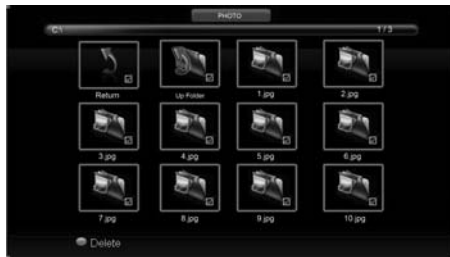 PHOTO
C:\ 1 / 3
Return Up Folder 1.jpg 2.jpg
3.jpg 4.jpg 5.jpg 6.jpg
7.jpg 8.jpg 9.jpg 10.jpg
Delete